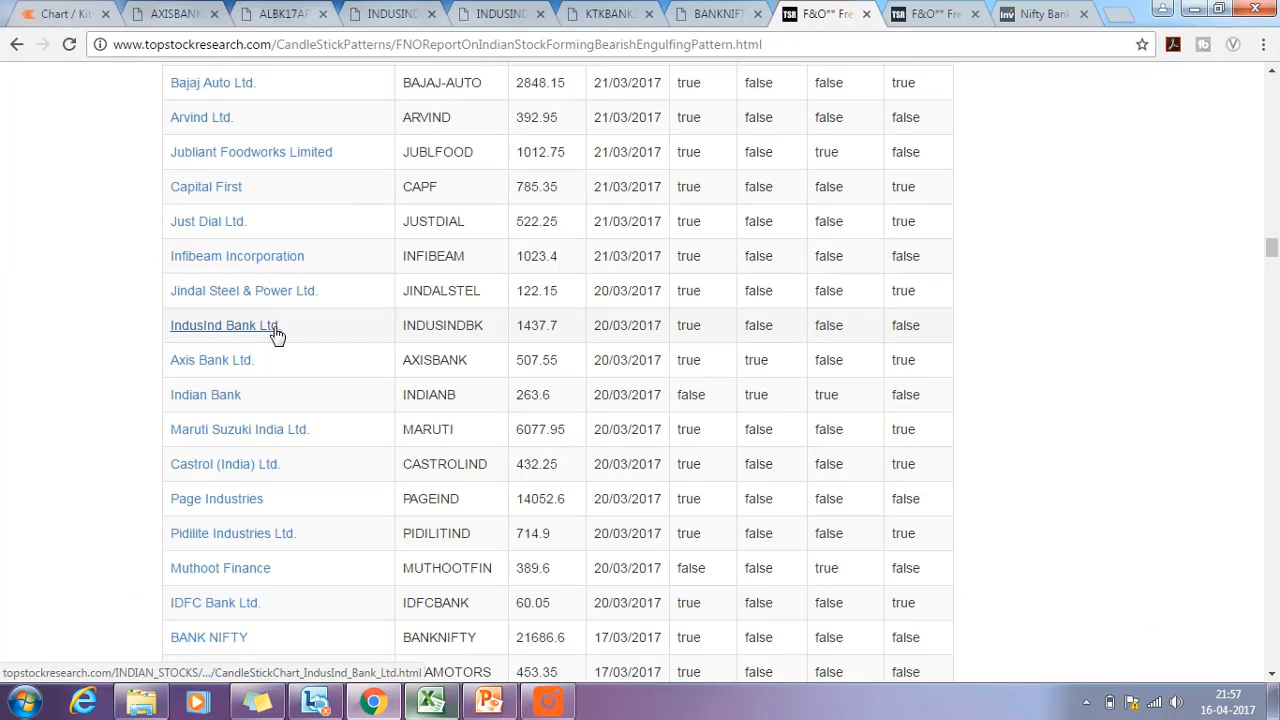 Chart / Kit
AXISBANK
ALBK17AF
INDUSIND
INDUSIND
KTKBANK
BANKNIFT
TSR F&O** Fre
TSR F&O** Fre
Inv Nifty Bank
www.topstockresearch.com/CandleStickPatterns/FNOReportOnIndianStockFormingBearishEngulfingPattern.html
Bajaj Auto Ltd. BAJAJ-AUTO 2848.15 21/03/2017 true false false true
Arvind Ltd. ARVIND 392.95 21/03/2017 true false false false
Jubliant Foodworks Limited JUBLFOOD 1012.75 21/03/2017 true false true false
Capital First CAPF 785.35 21/03/2017 true false false true
Just Dial Ltd. JUSTDIAL 522.25 21/03/2017 true false false true
Infibeam Incorporation INFIBEAM 1023.4 21/03/2017 true false false false
Jindal Steel & Power Ltd. JINDALSTEL 122.15 20/03/2017 true false false true
IndusInd Bank Ltd. INDUSINDBK 1437.7 20/03/2017 true false false false
Axis Bank Ltd. AXISBANK 507.55 20/03/2017 true true false true
Indian Bank INDIANB 263.6 20/03/2017 false true true false
Maruti Suzuki India Ltd. MARUTI 6077.95 20/03/2017 true false false true
Castrol (India) Ltd. CASTROLIND 432.25 20/03/2017 true false false true
Page Industries PAGEIND 14052.6 20/03/2017 true false false false
Pidilite Industries Ltd. PIDILITIND 714.9 20/03/2017 true false false true
Muthoot Finance MUTHOOTFIN 389.6 20/03/2017 false false true false
IDFC Bank Ltd. IDFCBANK 60.05 20/03/2017 true false false true
BANK NIFTY BANKNIFTY 21686.6 17/03/2017 true false false false
AMOTORS 453.35 17/03/2017 true false false true
topstockresearch.com/INDIAN_STOCKS/.../CandleStickChart_IndusInd_Bank_Ltd.html
21:57
16-04-2017